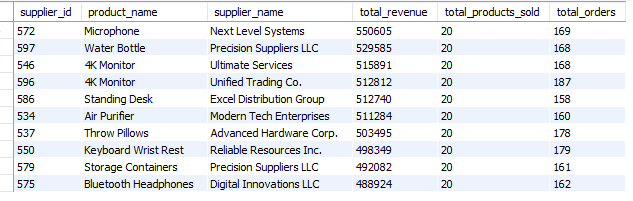 supplier_id product_name supplier_name total_revenue total_products_sold total_orders
572 Microphone Next Level Systems 550605 20 169
597 Water Bottle Precision Suppliers LLC 529585 20 168
546 4K Monitor Ultimate Services 515891 20 168
596 4K Monitor Unified Trading Co. 512812 20 187
586 Standing Desk Excel Distribution Group 512740 20 158
534 Air Purifier Modern Tech Enterprises 511284 20 160
537 Throw Pillows Advanced Hardware Corp. 503495 20 178
550 Keyboard Wrist Rest Reliable Resources Inc. 498349 20 179
579 Storage Containers Precision Suppliers LLC 492082 20 161
575 Bluetooth Headphones Digital Innovations LLC 488924 20 162